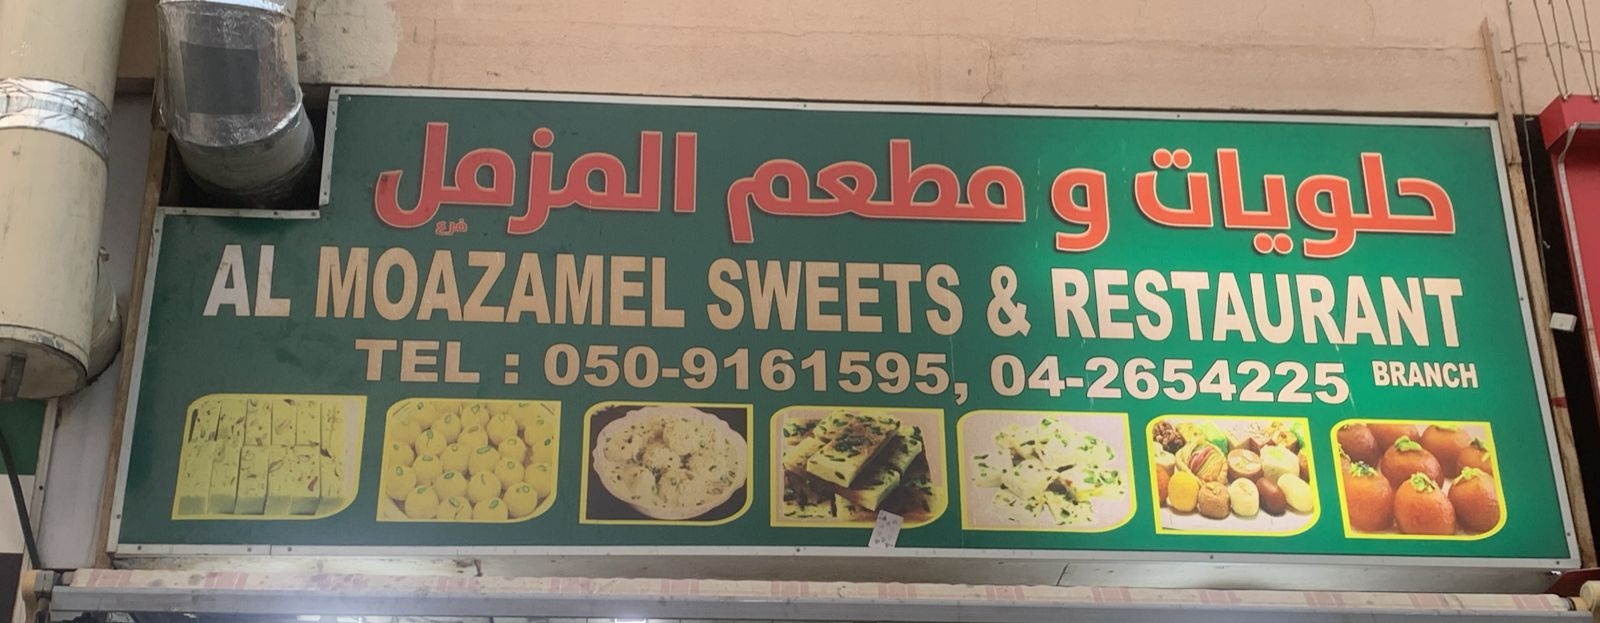 حلويات و مطعم المزمل
فرع
AL MOAZAMEL SWEETS & RESTAURANT
TEL : 050-9161595, 04-2654225 BRANCH